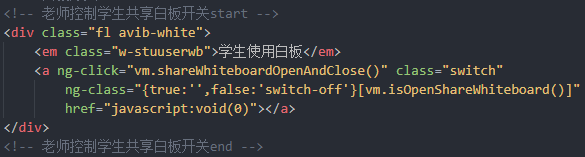 <!-- 老师控制学生共享白板开关start -->
<div class="fl avib-white">
<em class="w-stuuserwb">学生使用白板</em>
<a ng-click="vm.shareWhiteboardOpenAndClose()" class="switch"
ng-class="{true:'',false:'switch-off'}[vm.isOpenShareWhiteboard()]"
href="javascript:void(0)"></a>
</div>
<!-- 老师控制学生共享白板开关end -->